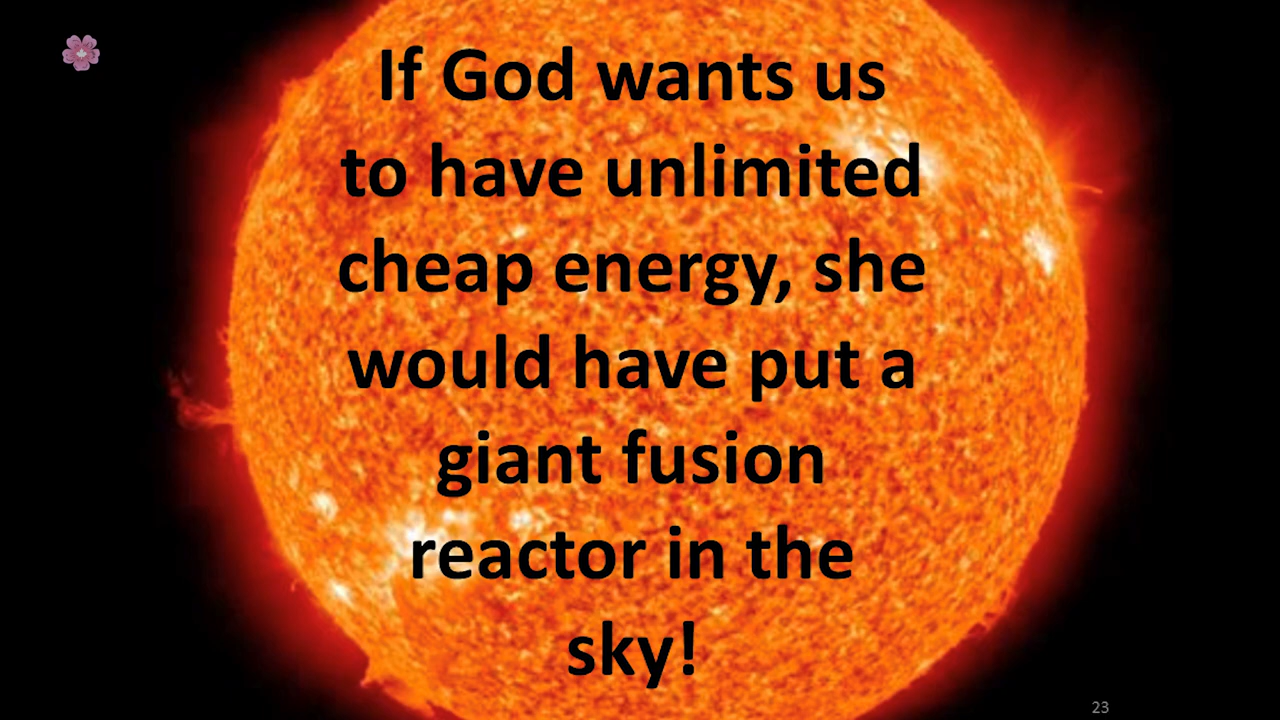 If God wants us
to have unlimited
cheap energy, she
would have put a
giant fusion
reactor in the
sky!
23